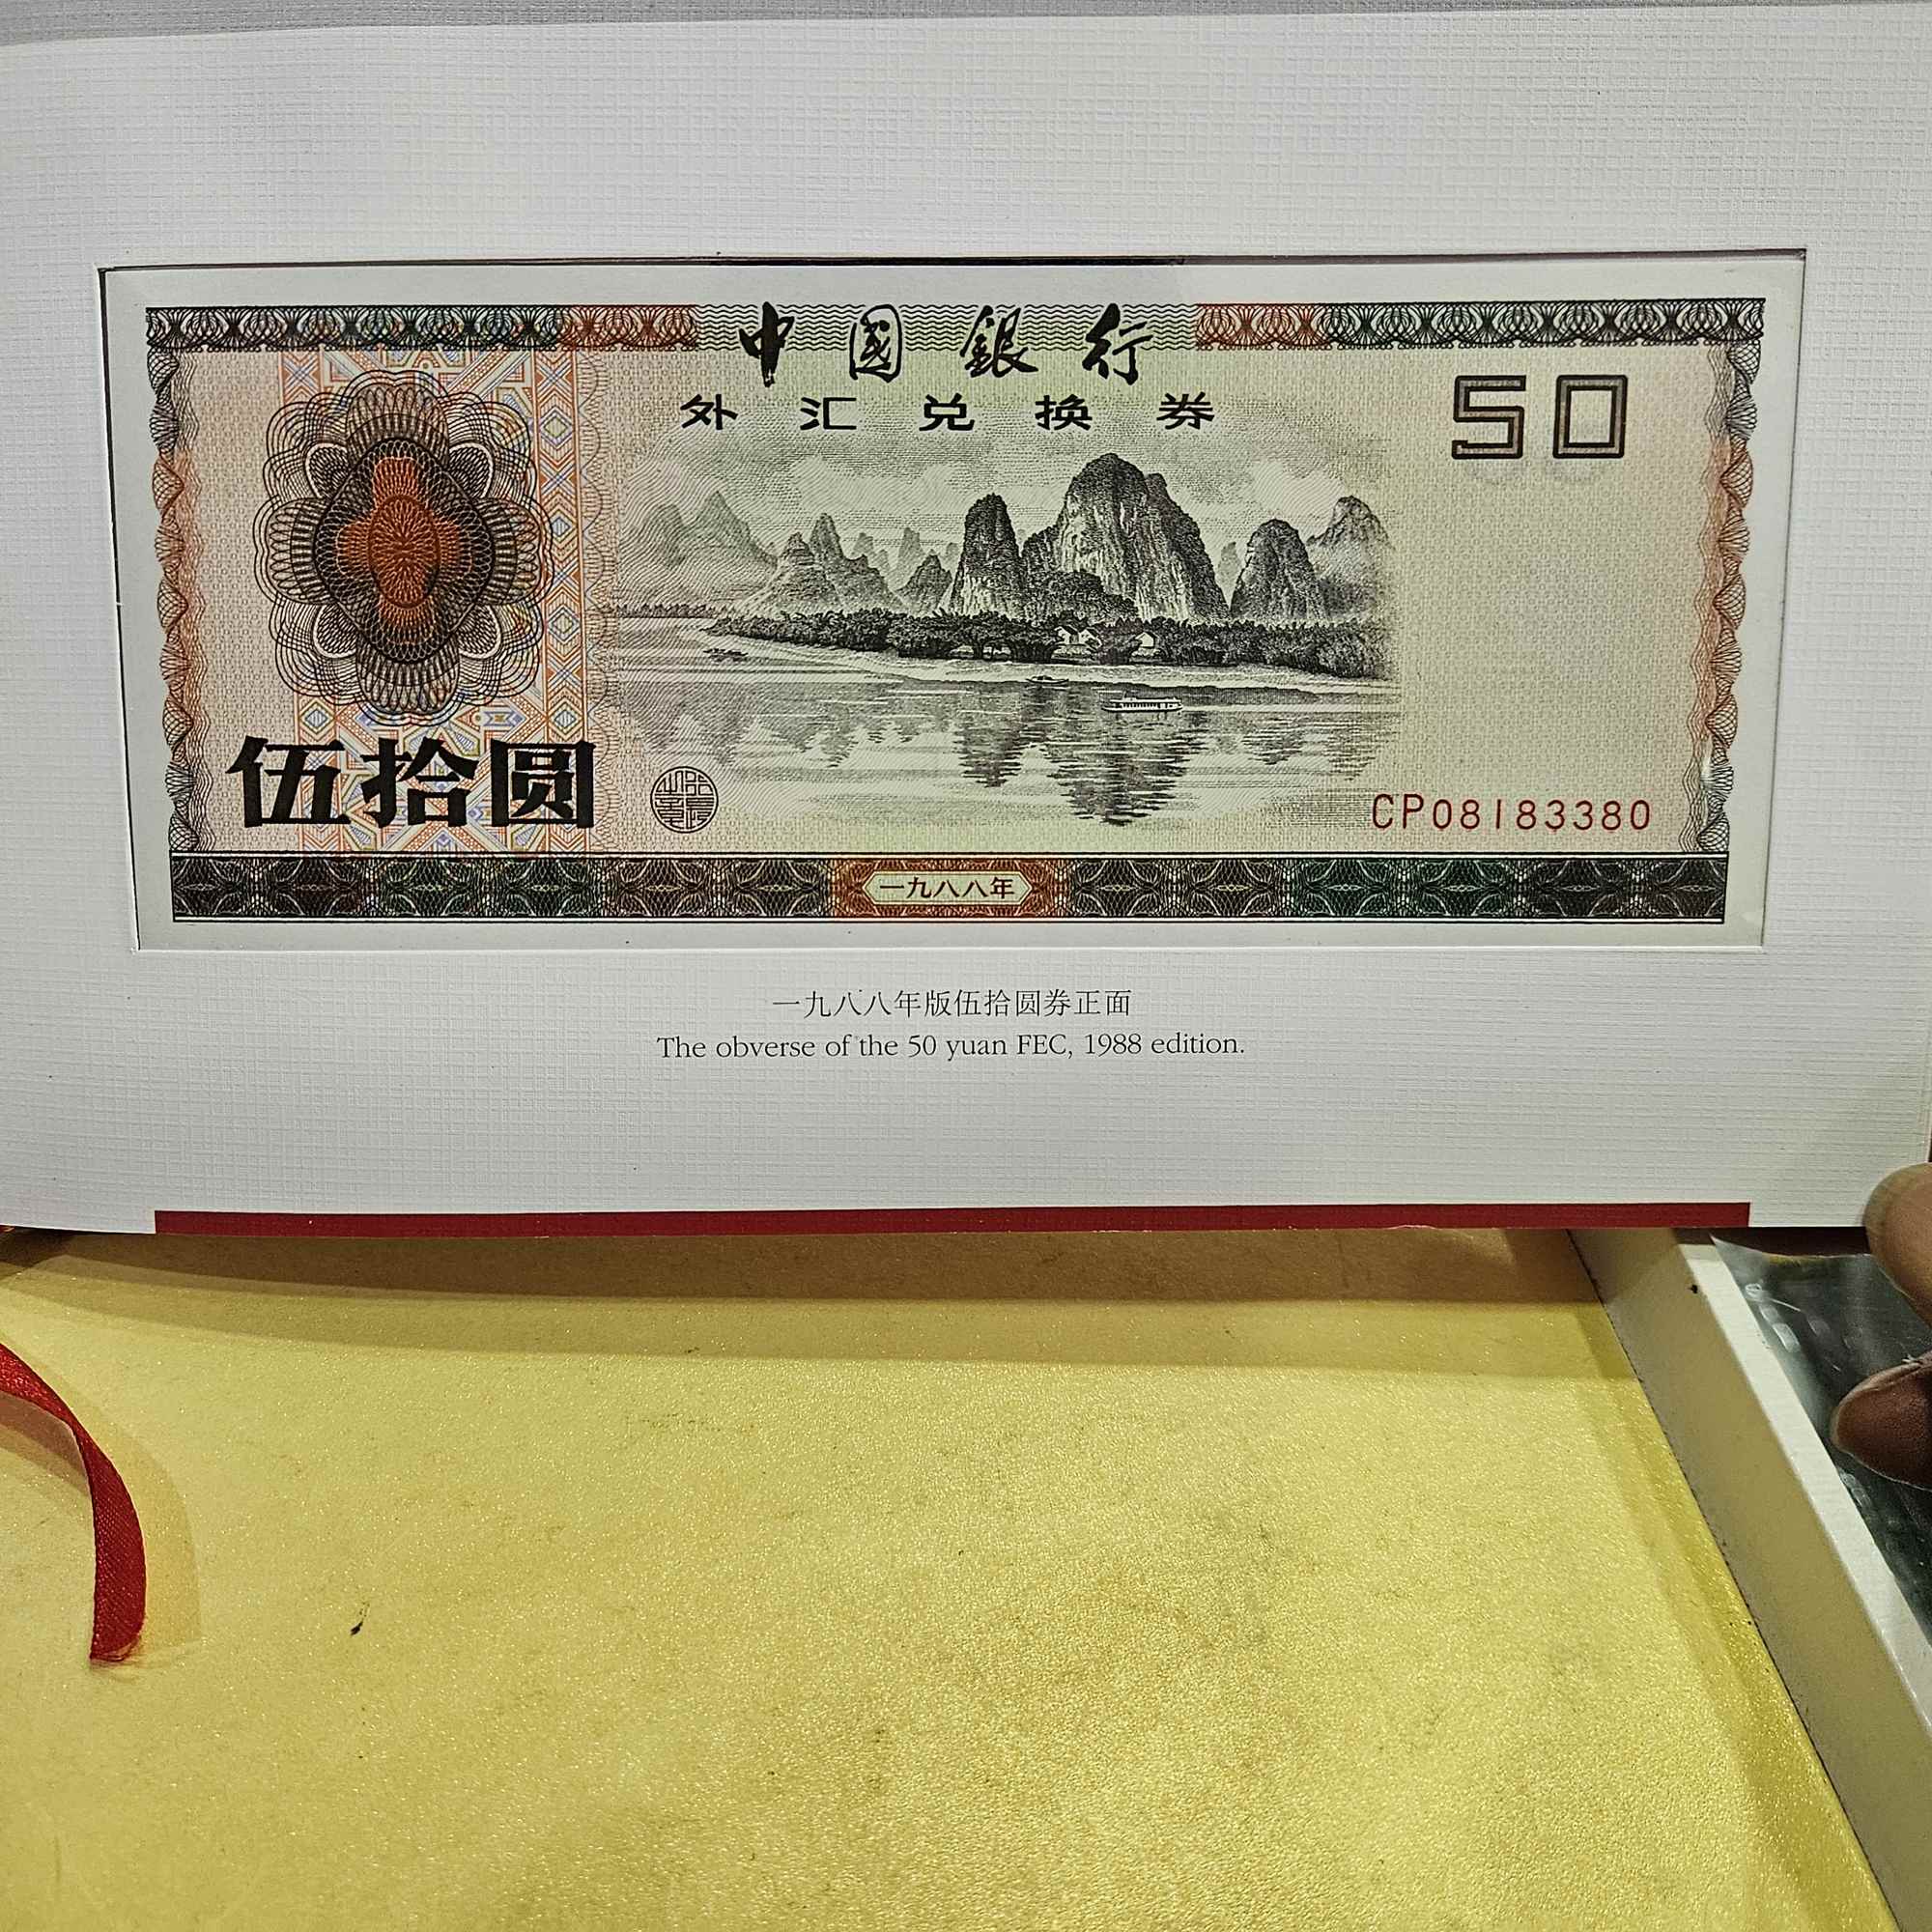 中國銀行
外汇兑换券
50
伍拾圆
CP08183380
一九八八年
一九八八年版伍拾圆券正面
The obverse of the 50 yuan FEC, 1988 edition.